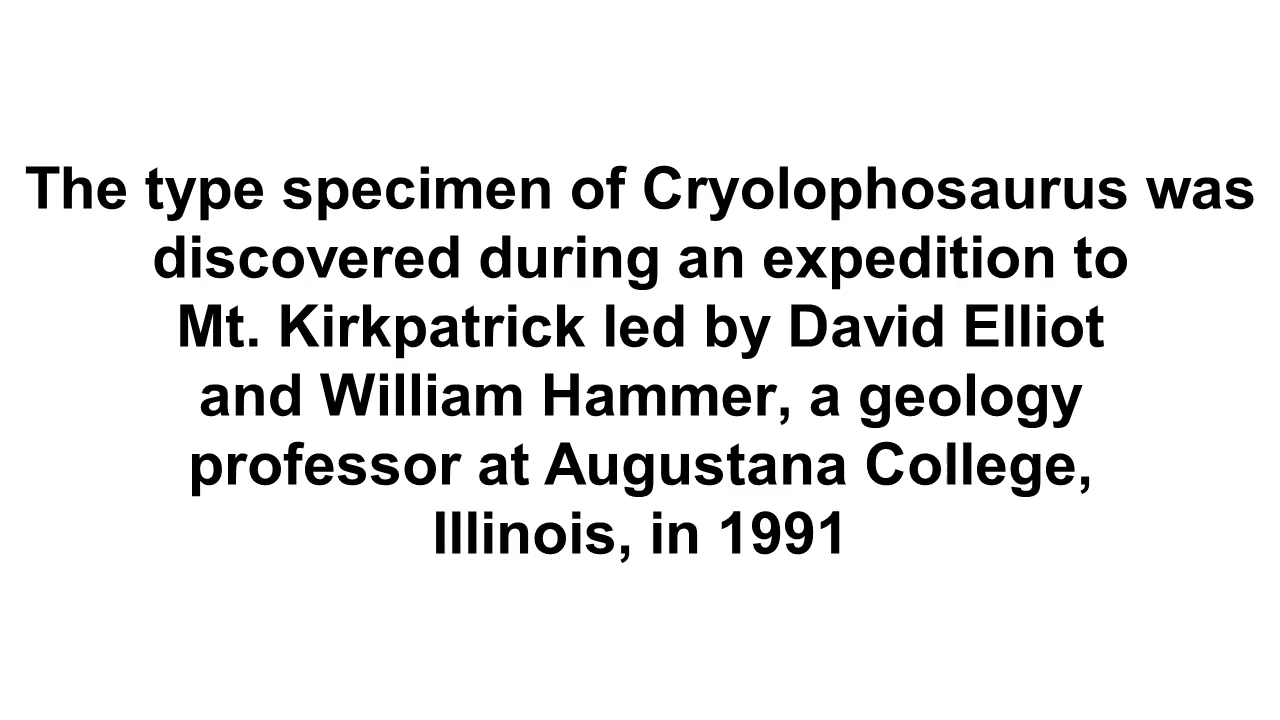 The type specimen of Cryolophosaurus was
discovered during an expedition to
Mt. Kirkpatrick led by David Elliot
and William Hammer, a geology
professor at Augustana College,
Illinois, in 1991